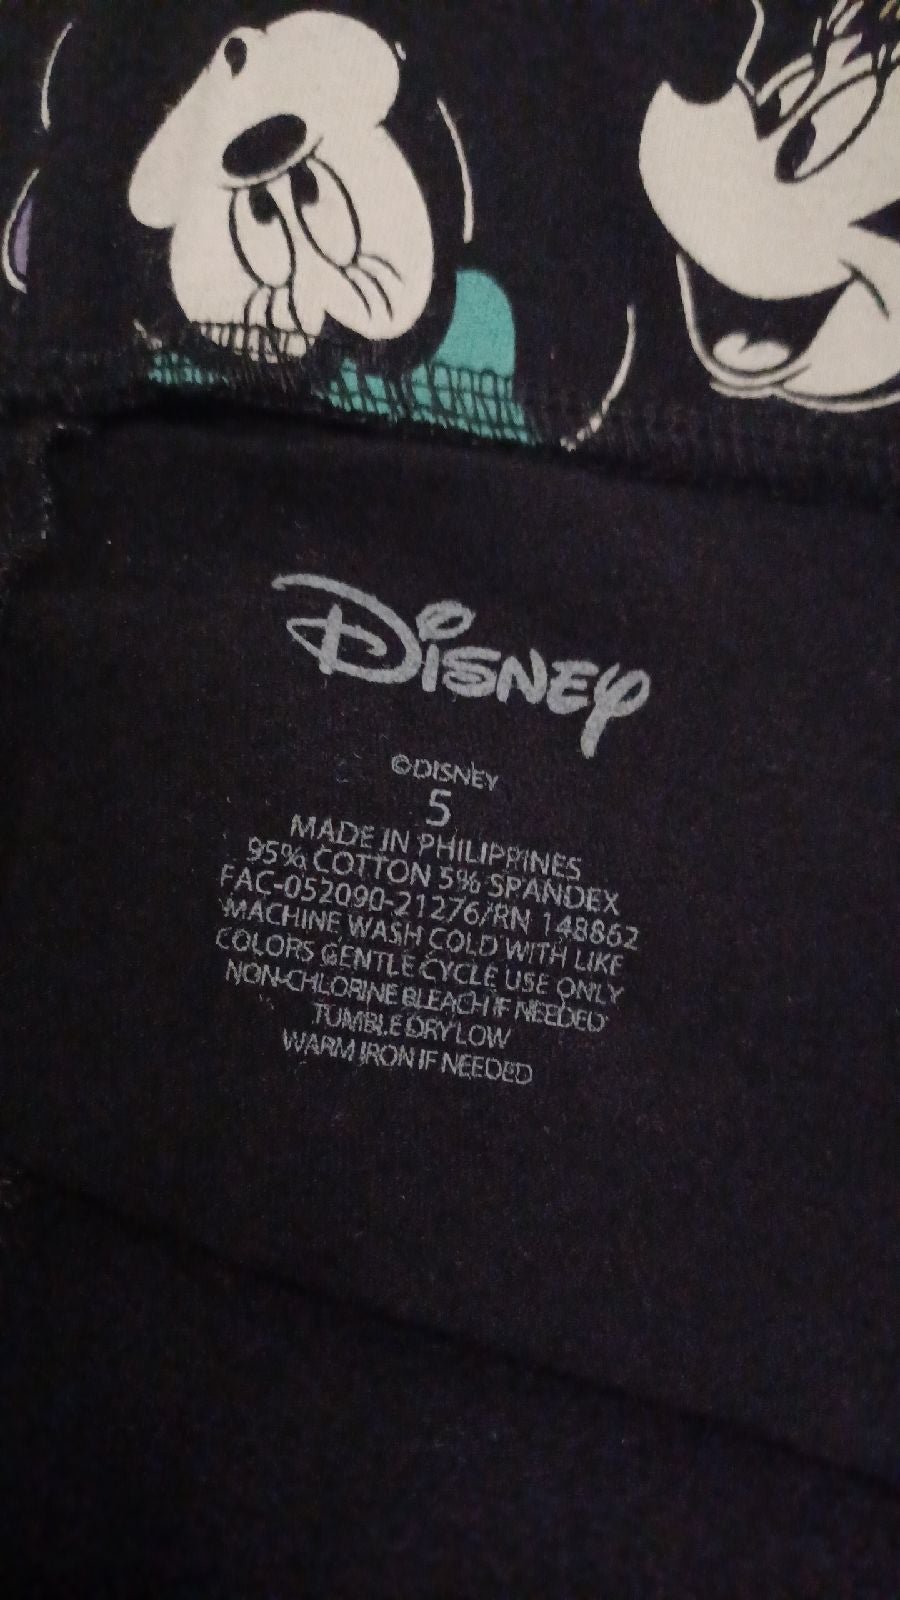 Disney
©DISNEY
5
MADE IN PHILIPPINES
95% COTTON 5% SPANDEX
FAC-052090-21276/RN 148862
MACHINE WASH COLD WITH LIKE
COLORS GENTLE CYCLE USE ONLY
NON-CHLORINE BLEACH IF NEEDED
TUMBLE DRY LOW
WARM IRON IF NEEDED